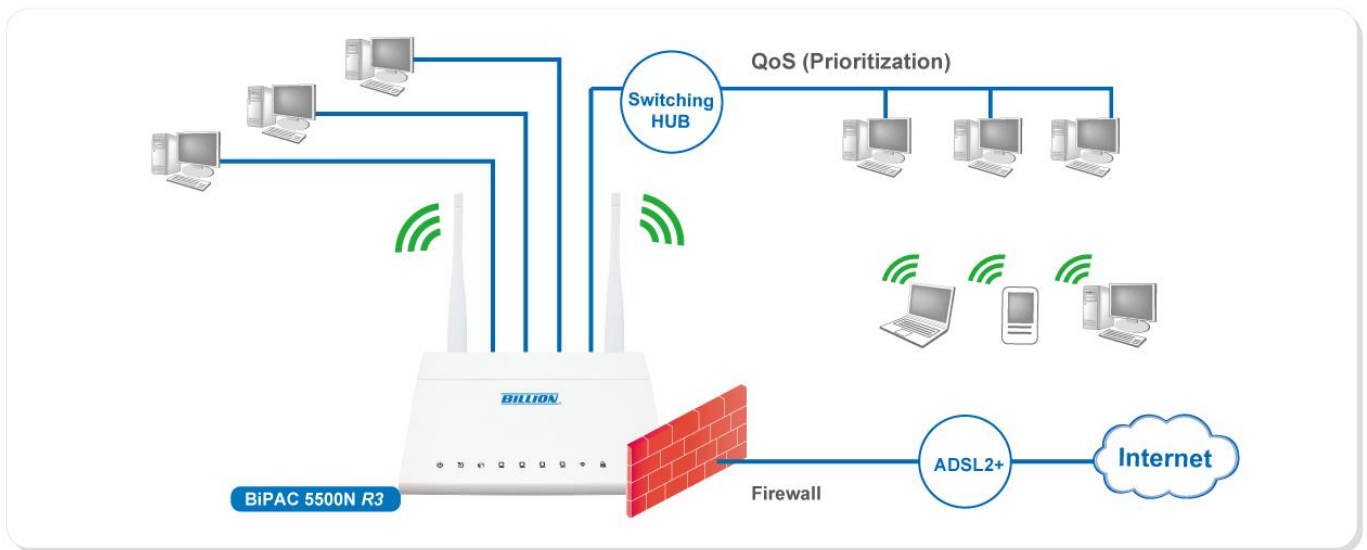 QoS (Prioritization)
Switching
HUB
BILLION
BiPAC 5500N R3
Firewall
ADSL2+
Internet